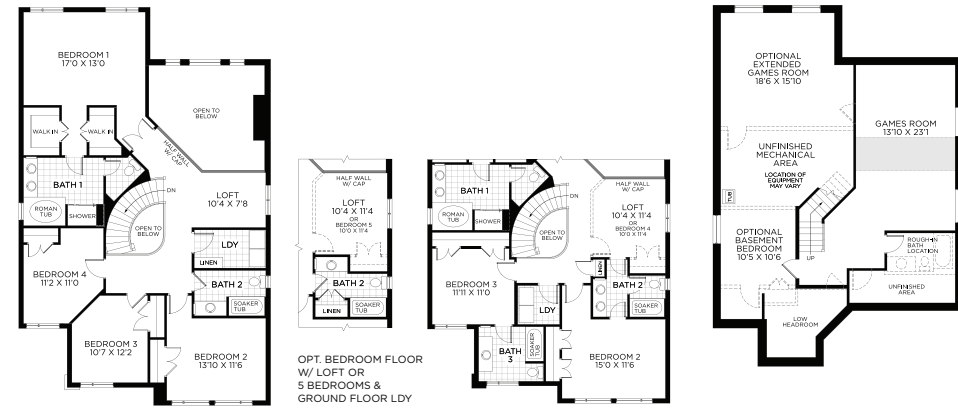 BEDROOM 1
17'0 X 13'0
OPEN TO
BELOW
WALK IN
WALK IN
HALF WALL
W/ CAP
BATH 1
ROMAN
TUB
SHOWER
DN
LOFT
10'4 X 7'8
OPEN TO
BELOW
LDY
LINEN
BEDROOM 4
11'2 X 11'0
BATH 2
SOAKER
TUB
BEDROOM 3
10'7 X 12'2
BEDROOM 2
13'10 X 11'6
HALF WALL
W/ CAP
LOFT
10'4 X 11'4
OR
BEDROOM 5
10'0 X 11'4
BATH 2
LINEN
SOAKER
TUB
OPT. BEDROOM FLOOR
W/ LOFT OR
5 BEDROOMS &
GROUND FLOOR LDY
BATH 1
ROMAN
TUB
SHOWER
DN
HALF WALL
W/ CAP
LOFT
10'4 X 11'4
OR
BEDROOM 4
10'0 X 11'4
OPEN TO
BELOW
LINEN
BEDROOM 3
11'11 X 11'0
LDY
BATH 2
SOAKER
TUB
BATH
3
SOAKER
TUB
BEDROOM 2
15'0 X 11'6
OPTIONAL
EXTENDED
GAMES ROOM
18'6 X 15'10
GAMES ROOM
13'10 X 23'1
UNFINISHED
MECHANICAL
AREA
LOCATION OF
EQUIPMENT
MAY VARY
TUB
OPTIONAL
BASEMENT
BEDROOM
10'5 X 10'6
UP
ROUGH-IN
BATH
LOCATION
UNFINISHED
AREA
LOW
HEADROOM